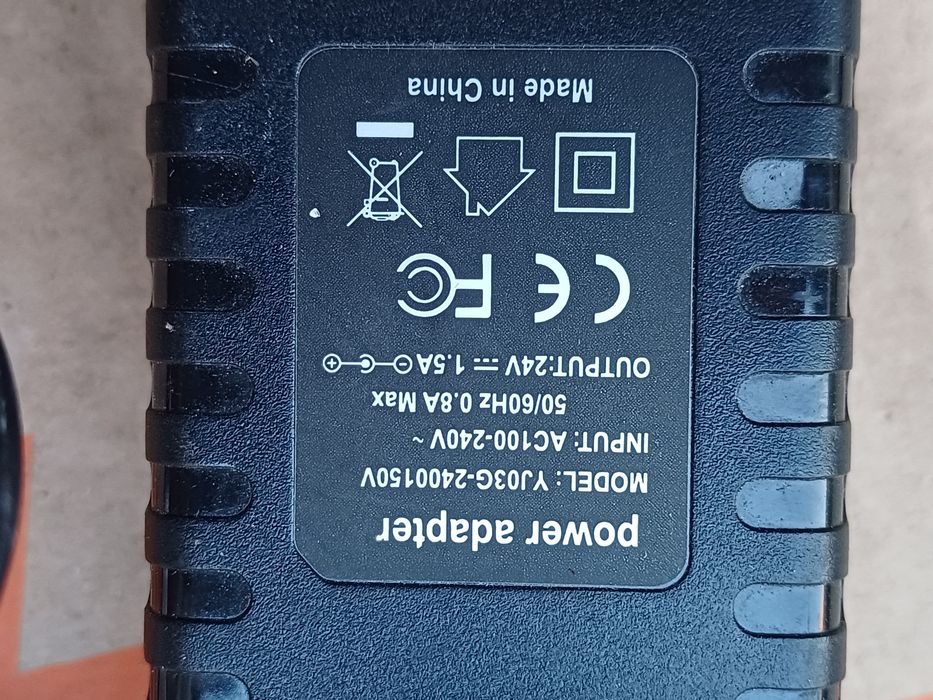 power adapter
MODEL: YJ03G-2400150V
INPUT: AC100-240V ~
50/60Hz 0.8A Max
OUTPUT:24V ⎓ 1.5A
CE FC
Made in China